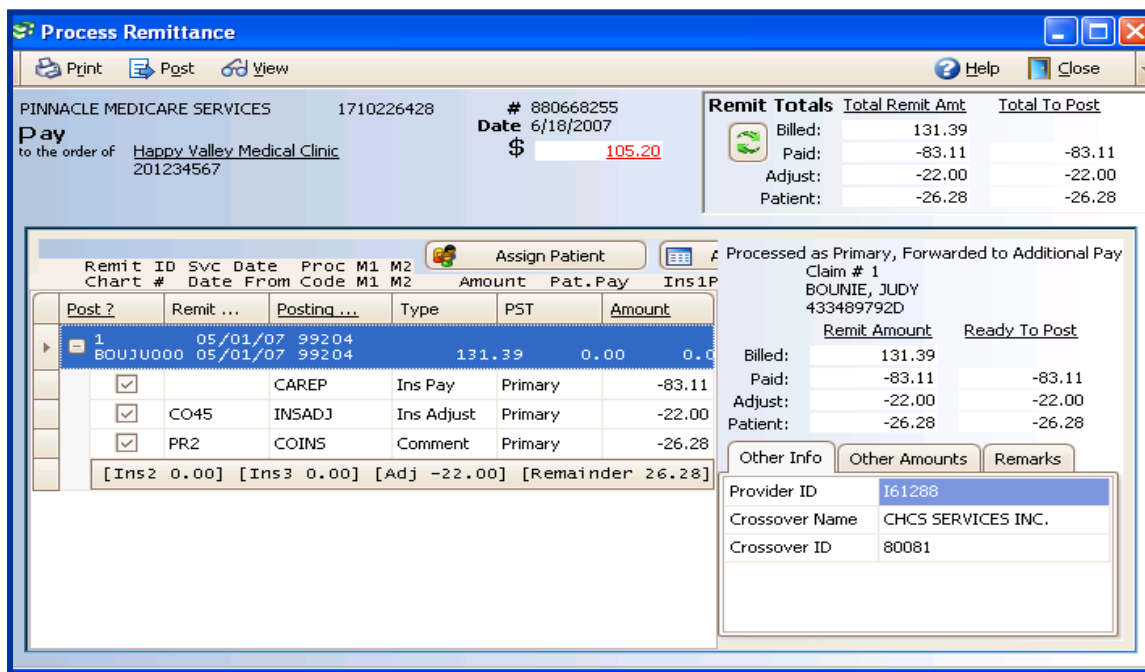 Process Remittance
Print Post View Help Close
PINNACLE MEDICARE SERVICES 1710226428 # 880668255
Pay Date 6/18/2007
to the order of Happy Valley Medical Clinic $ 105.20
201234567
Remit Totals Total Remit Amt Total To Post
Billed: 131.39
Paid: -83.11 -83.11
Adjust: -22.00 -22.00
Patient: -26.28 -26.28
Assign Patient A
Remit ID Svc Date Proc M1 M2
Chart # Date From Code M1 M2 Amount Pat.Pay Ins1P
Post ? Remit ... Posting ... Type PST Amount
1 05/01/07 99204
BOUJU000 05/01/07 99204 131.39 0.00 0.0
CAREP Ins Pay Primary -83.11
CO45 INSADJ Ins Adjust Primary -22.00
PR2 COINS Comment Primary -26.28
[Ins2 0.00] [Ins3 0.00] [Adj -22.00] [Remainder 26.28]
Processed as Primary, Forwarded to Additional Pay
Claim # 1
BOUNIE, JUDY
433489792D
Remit Amount Ready To Post
Billed: 131.39
Paid: -83.11 -83.11
Adjust: -22.00 -22.00
Patient: -26.28 -26.28
Other Info Other Amounts Remarks
Provider ID I61288
Crossover Name CHCS SERVICES INC.
Crossover ID 80081